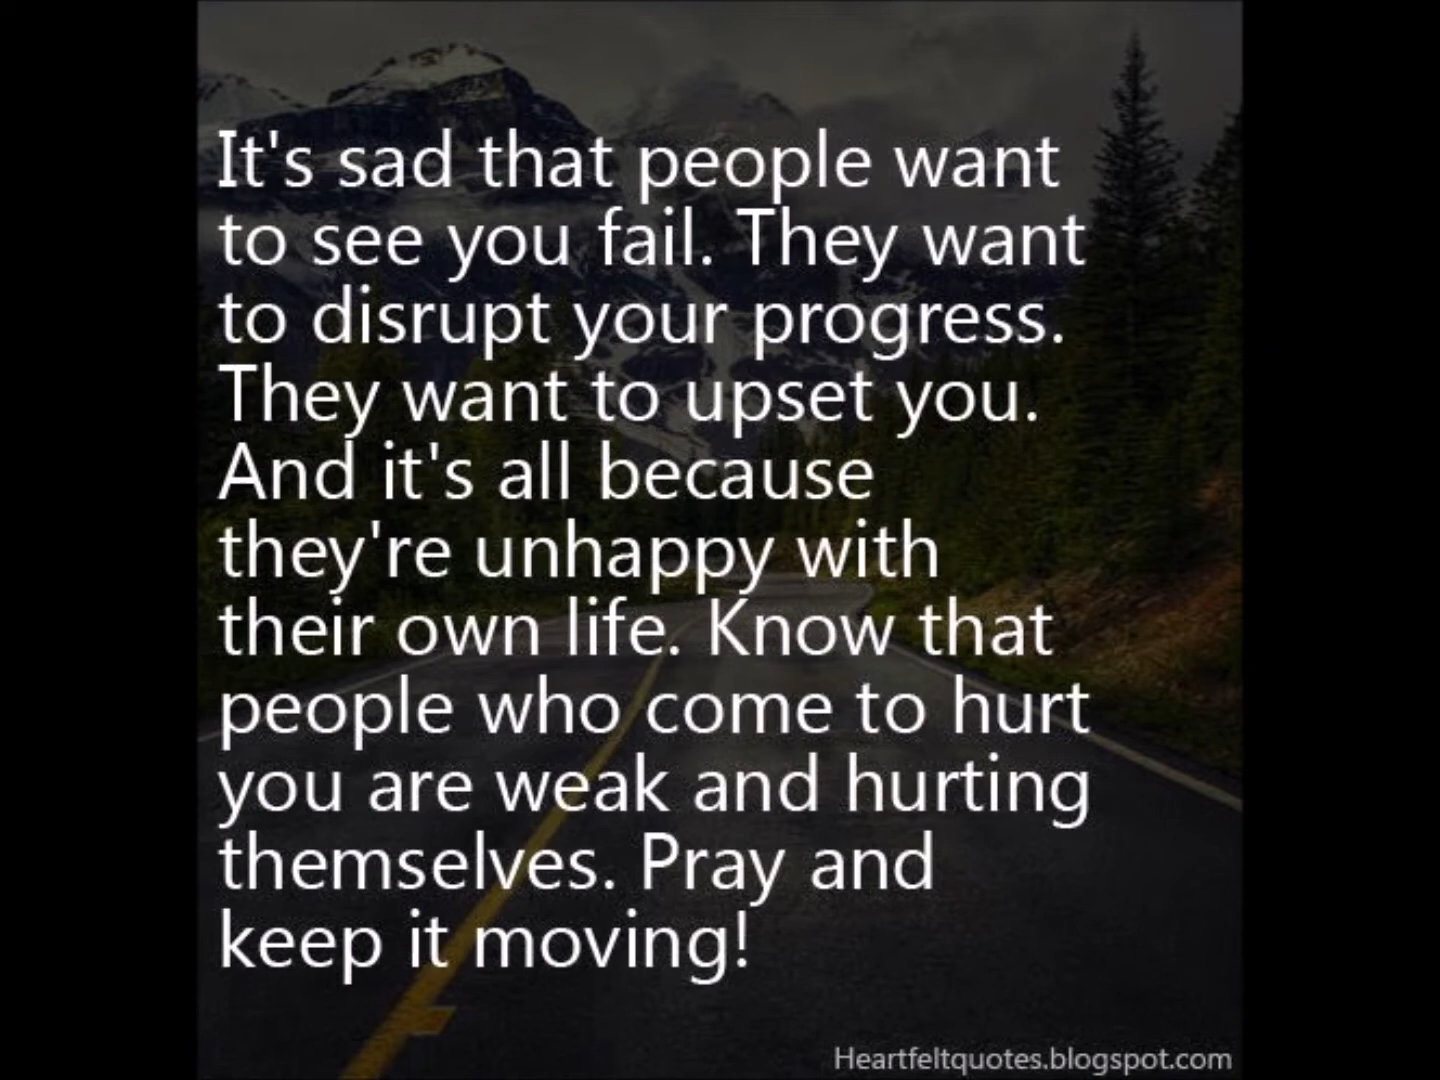 It's sad that people want
to see you fail. They want
to disrupt your progress.
They want to upset you.
And it's all because
they're unhappy with
their own life. Know that
people who come to hurt
you are weak and hurting
themselves. Pray and
keep it moving!
Heartfeltquotes.blogspot.com